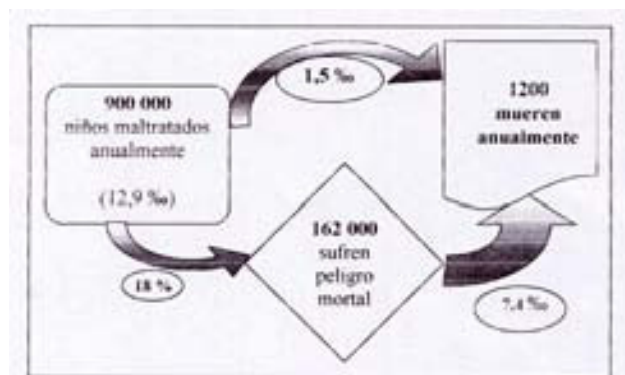 900 000
niños maltratados
anualmente
(12,9 ‰)
1,5 ‰
1200
mueren
anualmente
162 000
sufren
peligro
mortal
18 %
7,4 ‰